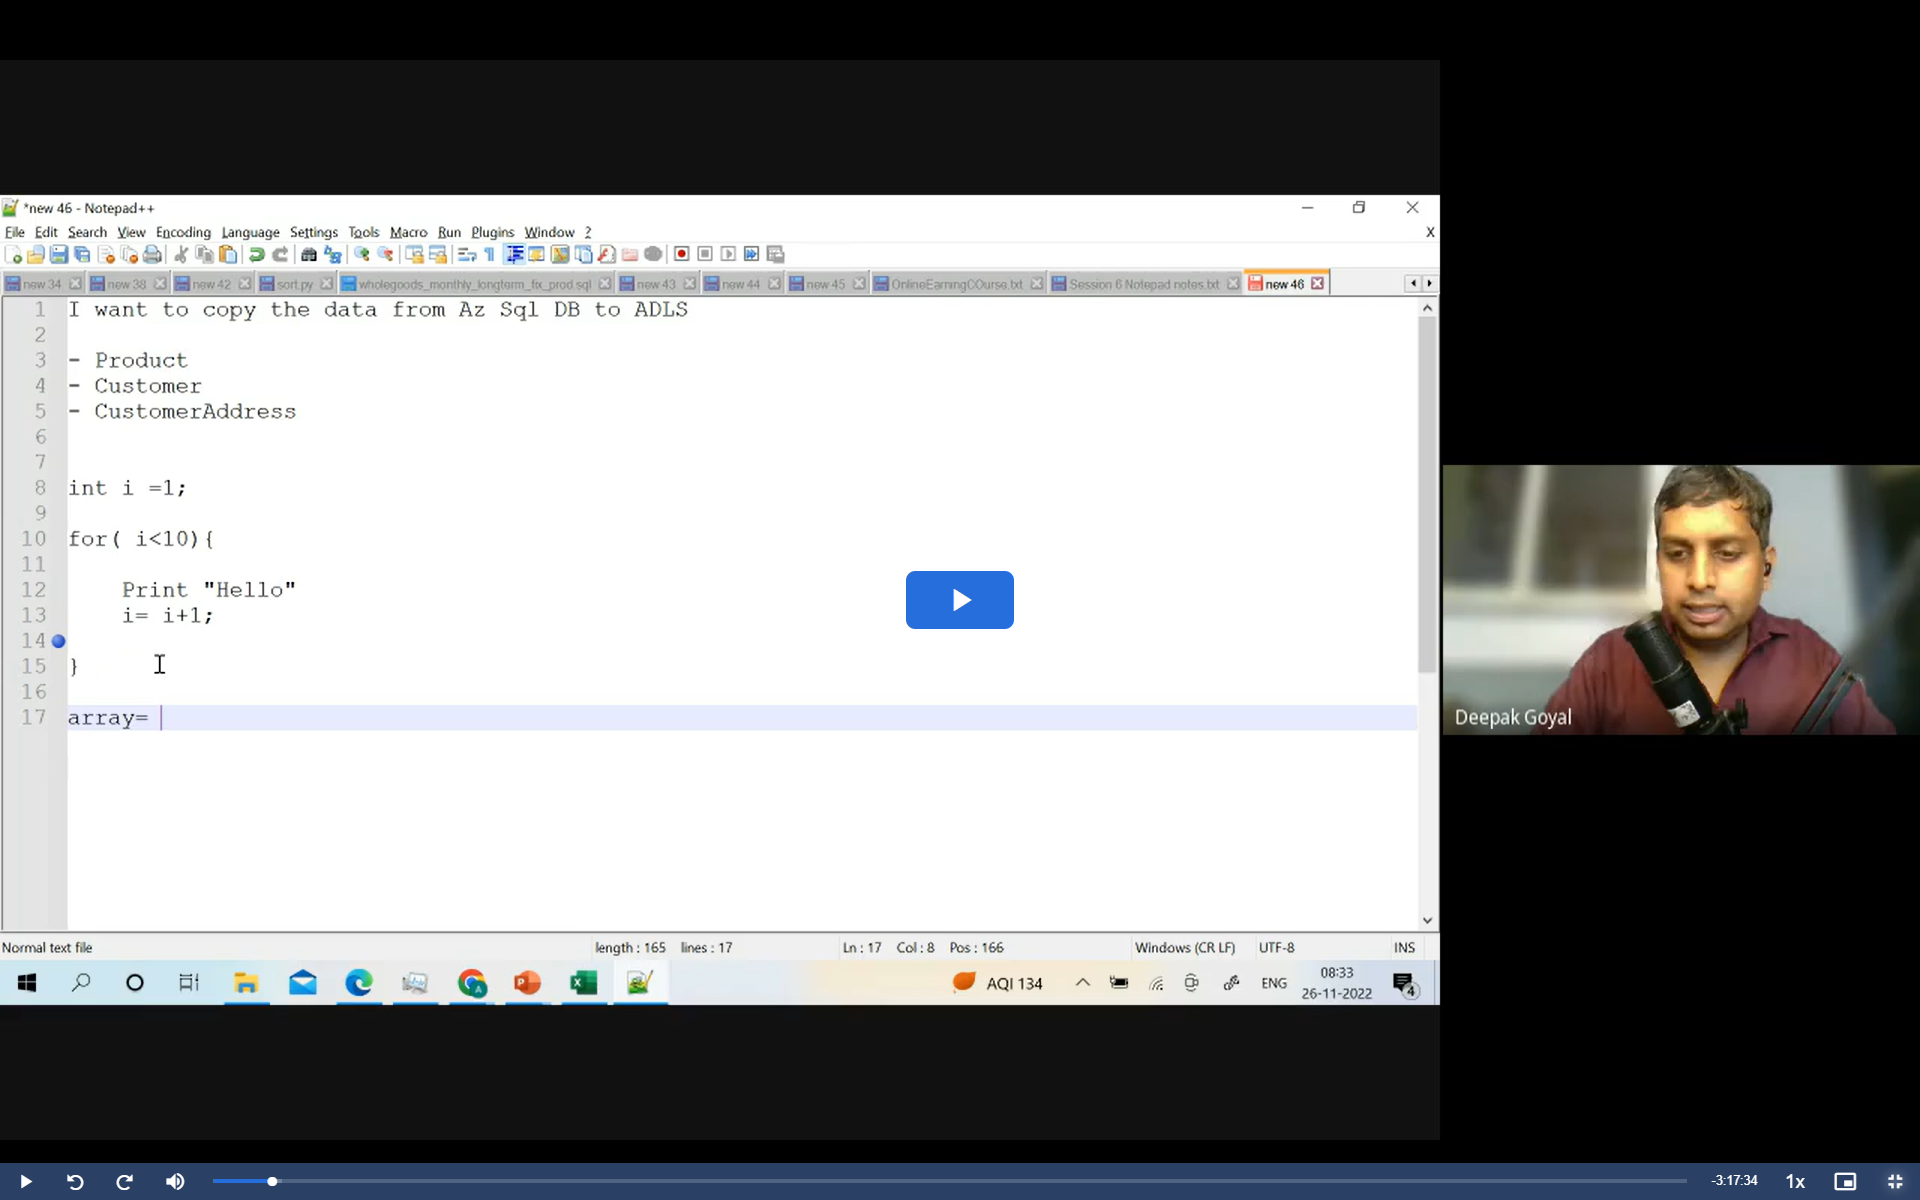 *new 46 - Notepad++
File Edit Search View Encoding Language Settings Tools Macro Run Plugins Window ? X
new 34 new 38 new 42 sort.py wholegoods_monthly_longterm_fix_prod.sql new 43 new 44 new 45 OnlineEarningCOurse.txt Session 6 Notepad notes.txt new 46
1 I want to copy the data from Az Sql DB to ADLS
2
3 - Product
4 - Customer
5 - CustomerAddress
6
7
8 int i =1;
9
10 for( i<10){
11
12 Print "Hello"
13 i= i+1;
14
15 }
16
17 array=
Deepak Goyal
Normal text file length : 165 lines : 17 Ln : 17 Col : 8 Pos : 166 Windows (CR LF) UTF-8 INS
AQI 134 ENG 08:33
26-11-2022 4
-3:17:34 1x